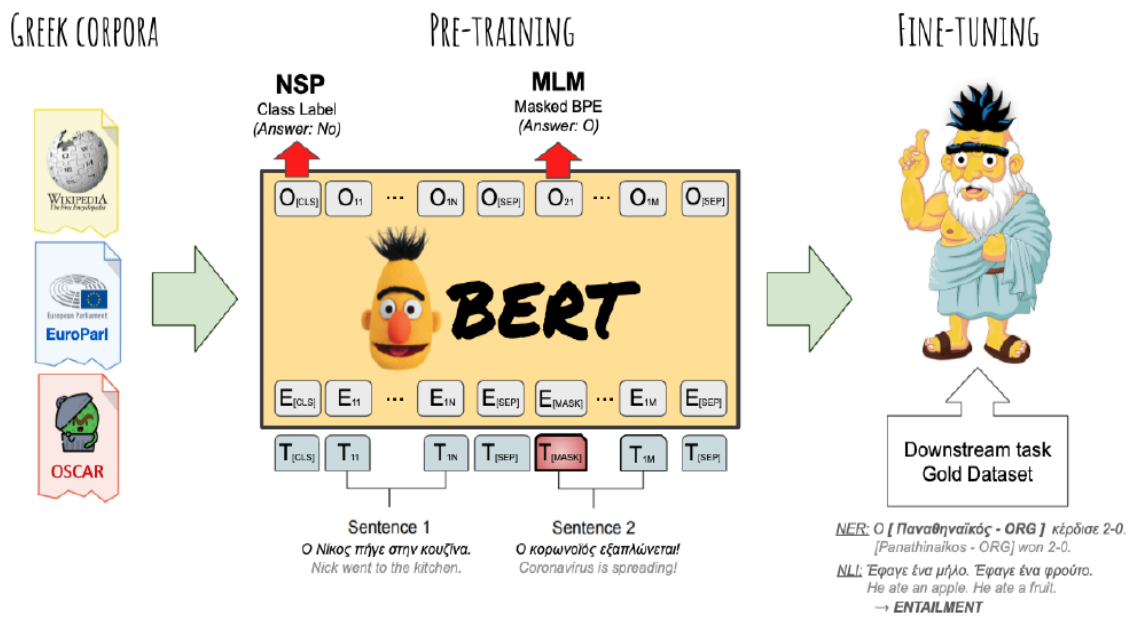 GREEK CORPORA
PRE-TRAINING
FINE-TUNING
WIKIPEDIA
The Free Encyclopedia
European Parliament
EuroParl
OSCAR
NSP
Class Label
(Answer: No)
MLM
Masked BPE
(Answer: O)
O[CLS] O11 ... O1N O[SEP] O21 ... O1M O[SEP]
BERT
E[CLS] E11 ... E1N E[SEP] E[MASK] ... E1M E[SEP]
T[CLS] T11 T1N T[SEP] T[MASK] T1M T[SEP]
Sentence 1
Ο Νίκος πήγε στην κουζίνα.
Nick went to the kitchen.
Sentence 2
Ο κορωνοϊός εξαπλώνεται!
Coronavirus is spreading!
Downstream task
Gold Dataset
NER: Ο [ Παναθηναϊκός - ORG ] κέρδισε 2-0.
[Panathinaikos - ORG] won 2-0.
NLI: Έφαγε ένα μήλο. Έφαγε ένα φρούτο.
He ate an apple. He ate a fruit.
→ ENTAILMENT